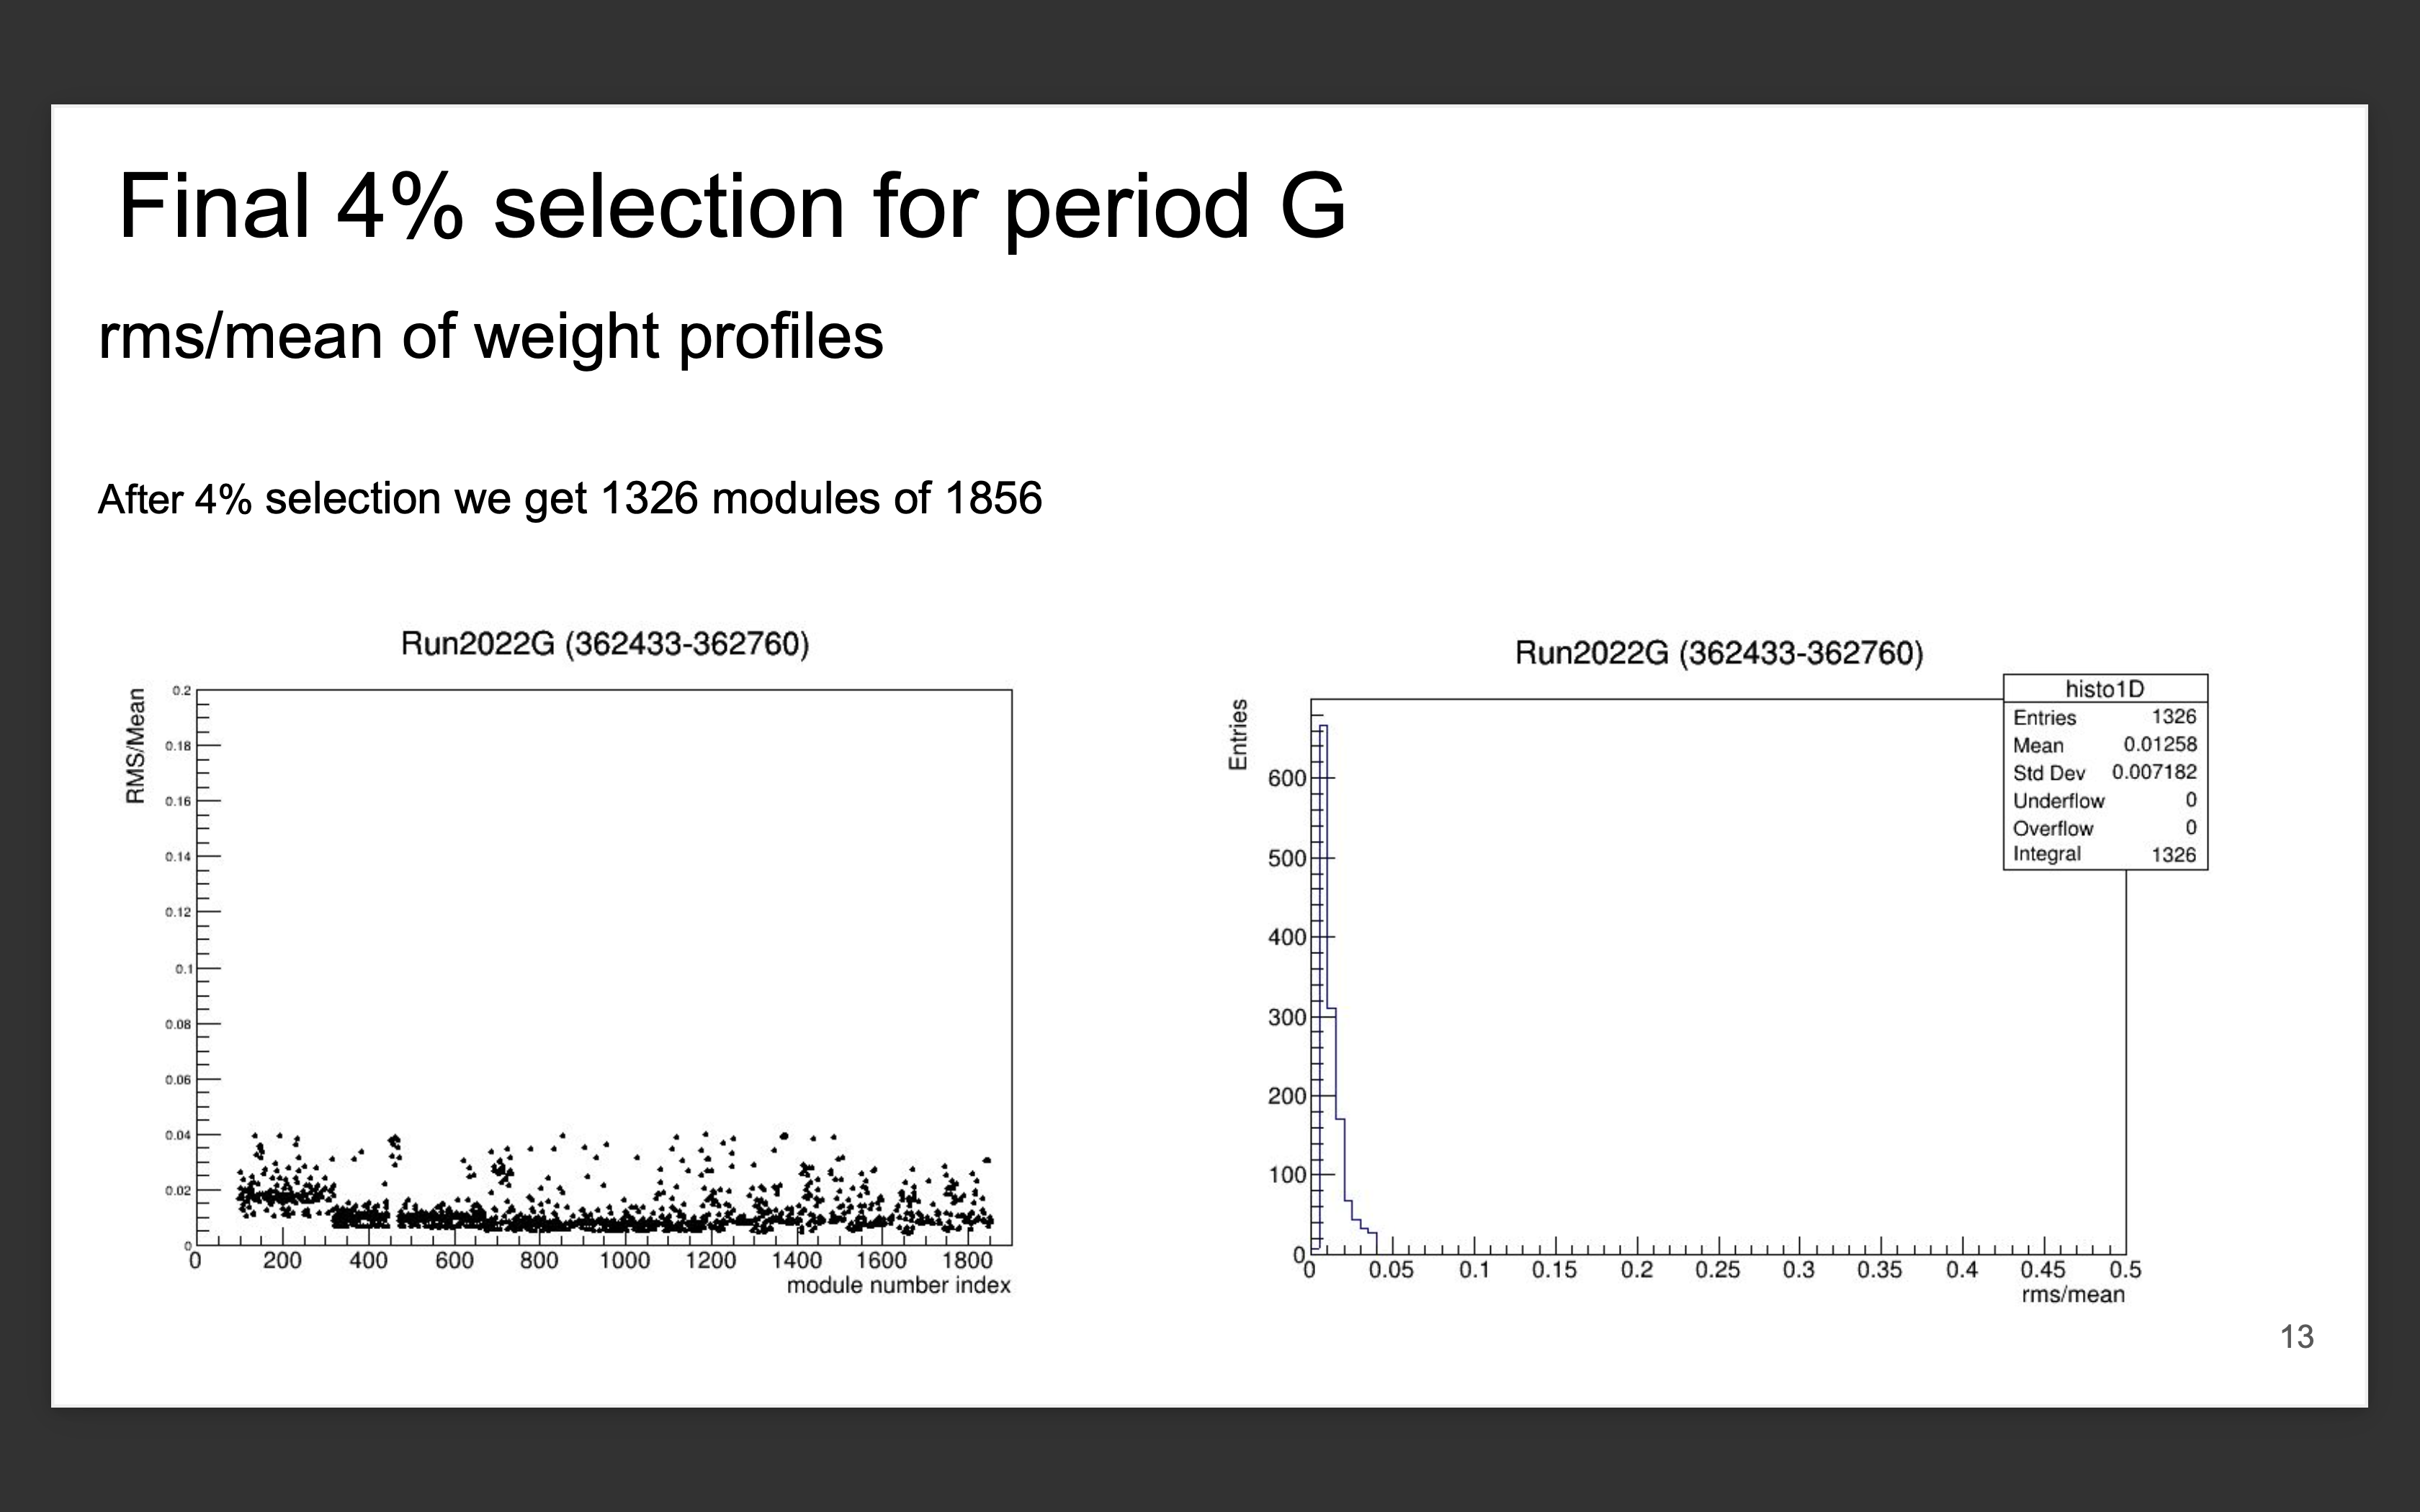 Final 4% selection for period G
rms/mean of weight profiles
After 4% selection we get 1326 modules of 1856
Run2022G (362433-362760)
RMS/Mean
0.2
0.18
0.16
0.14
0.12
0.1
0.08
0.06
0.04
0.02
0
0 200 400 600 800 1000 1200 1400 1600 1800
module number index
Run2022G (362433-362760)
histo1D
Entries 1326
Mean 0.01258
Std Dev 0.007182
Underflow 0
Overflow 0
Integral 1326
Entries
600
500
400
300
200
100
0
0 0.05 0.1 0.15 0.2 0.25 0.3 0.35 0.4 0.45 0.5
rms/mean
13